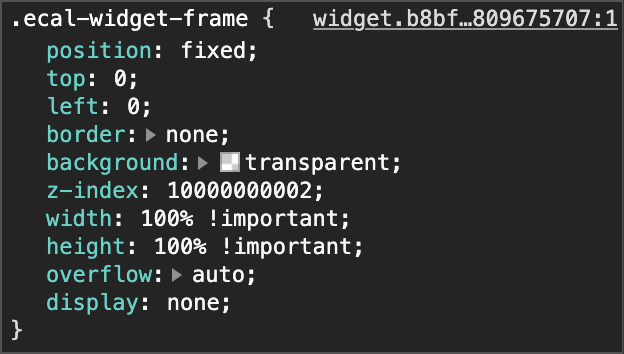 .ecal-widget-frame { widget.b8bf…809675707:1
position: fixed;
top: 0;
left: 0;
border: none;
background: transparent;
z-index: 10000000002;
width: 100% !important;
height: 100% !important;
overflow: auto;
display: none;
}